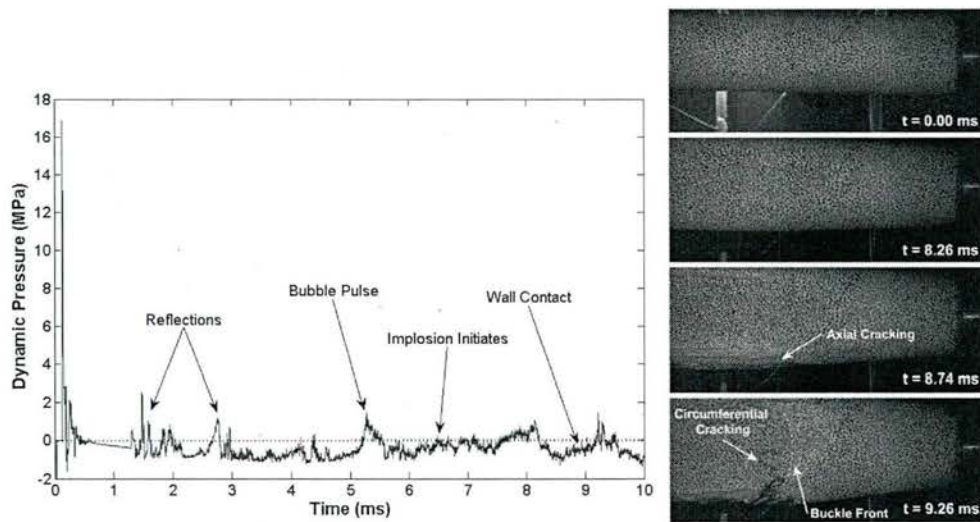 18
16
14
12
10
8
6
4
2
0
-2
Dynamic Pressure (MPa)
Reflections
Bubble Pulse
Implosion Initiates
Wall Contact
0 1 2 3 4 5 6 7 8 9 10
Time (ms)
t = 0.00 ms
t = 8.26 ms
Axial Cracking
t = 8.74 ms
Circumferential
Cracking
Buckle Front
t = 9.26 ms